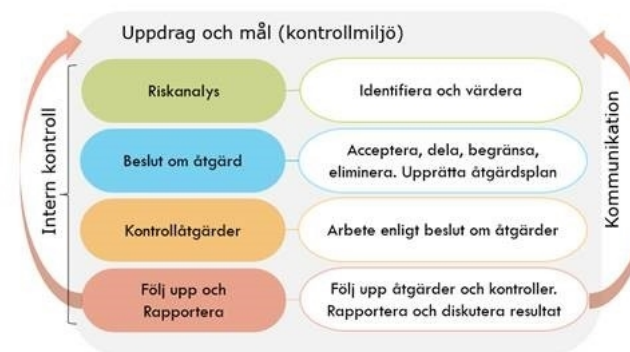 Uppdrag och mål (kontrollmiljö)
Intern kontroll
Riskanalys
Identifiera och värdera
Beslut om åtgärd
Acceptera, dela, begränsa,
eliminera. Upprätta åtgärdsplan
Kontrollåtgärder
Arbete enligt beslut om åtgärder
Följ upp och
Rapportera
Följ upp åtgärder och kontroller.
Rapportera och diskutera resultat
Kommunikation